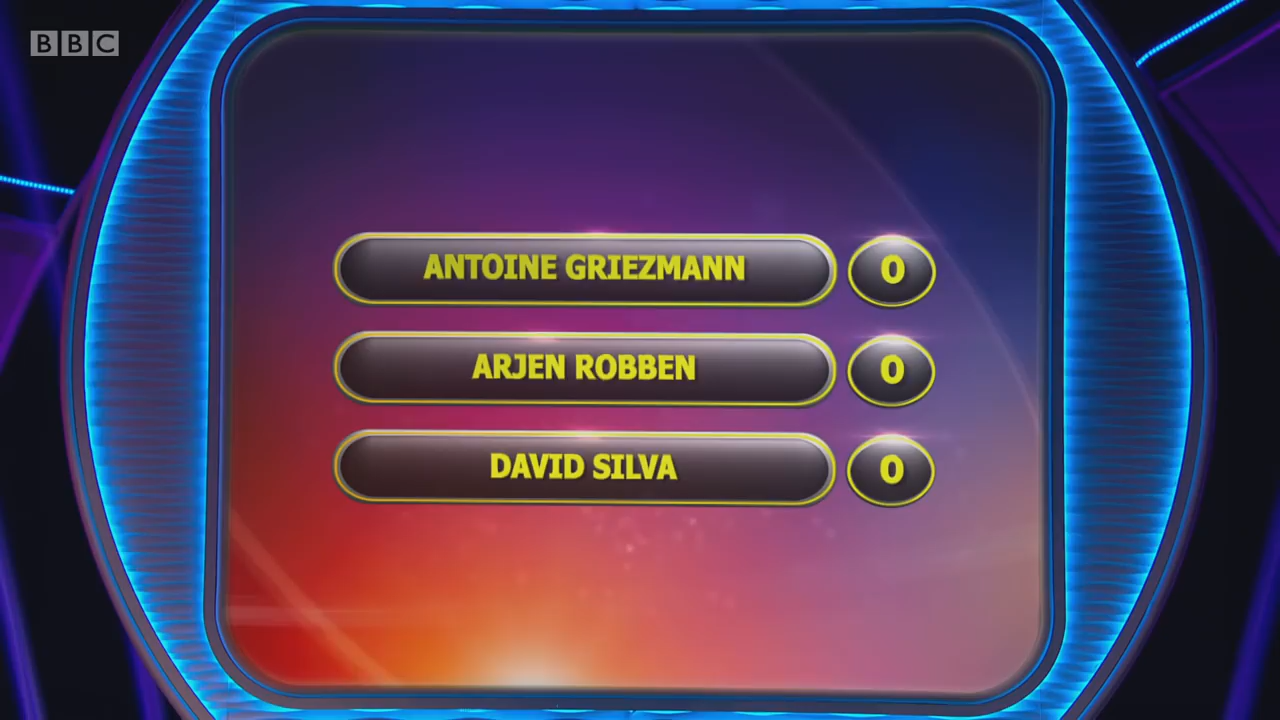 BBC
ANTOINE GRIEZMANN 0
ARJEN ROBBEN 0
DAVID SILVA 0